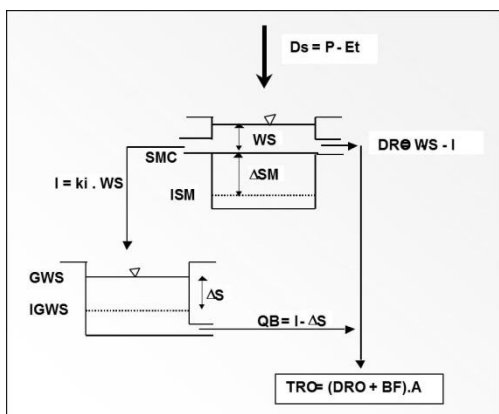 Ds = P - Et
WS
SMC
DRO= WS - I
ΔSM
I = ki . WS
ISM
GWS
ΔS
IGWS
QB= I - ΔS
TRO= (DRO + BF).A